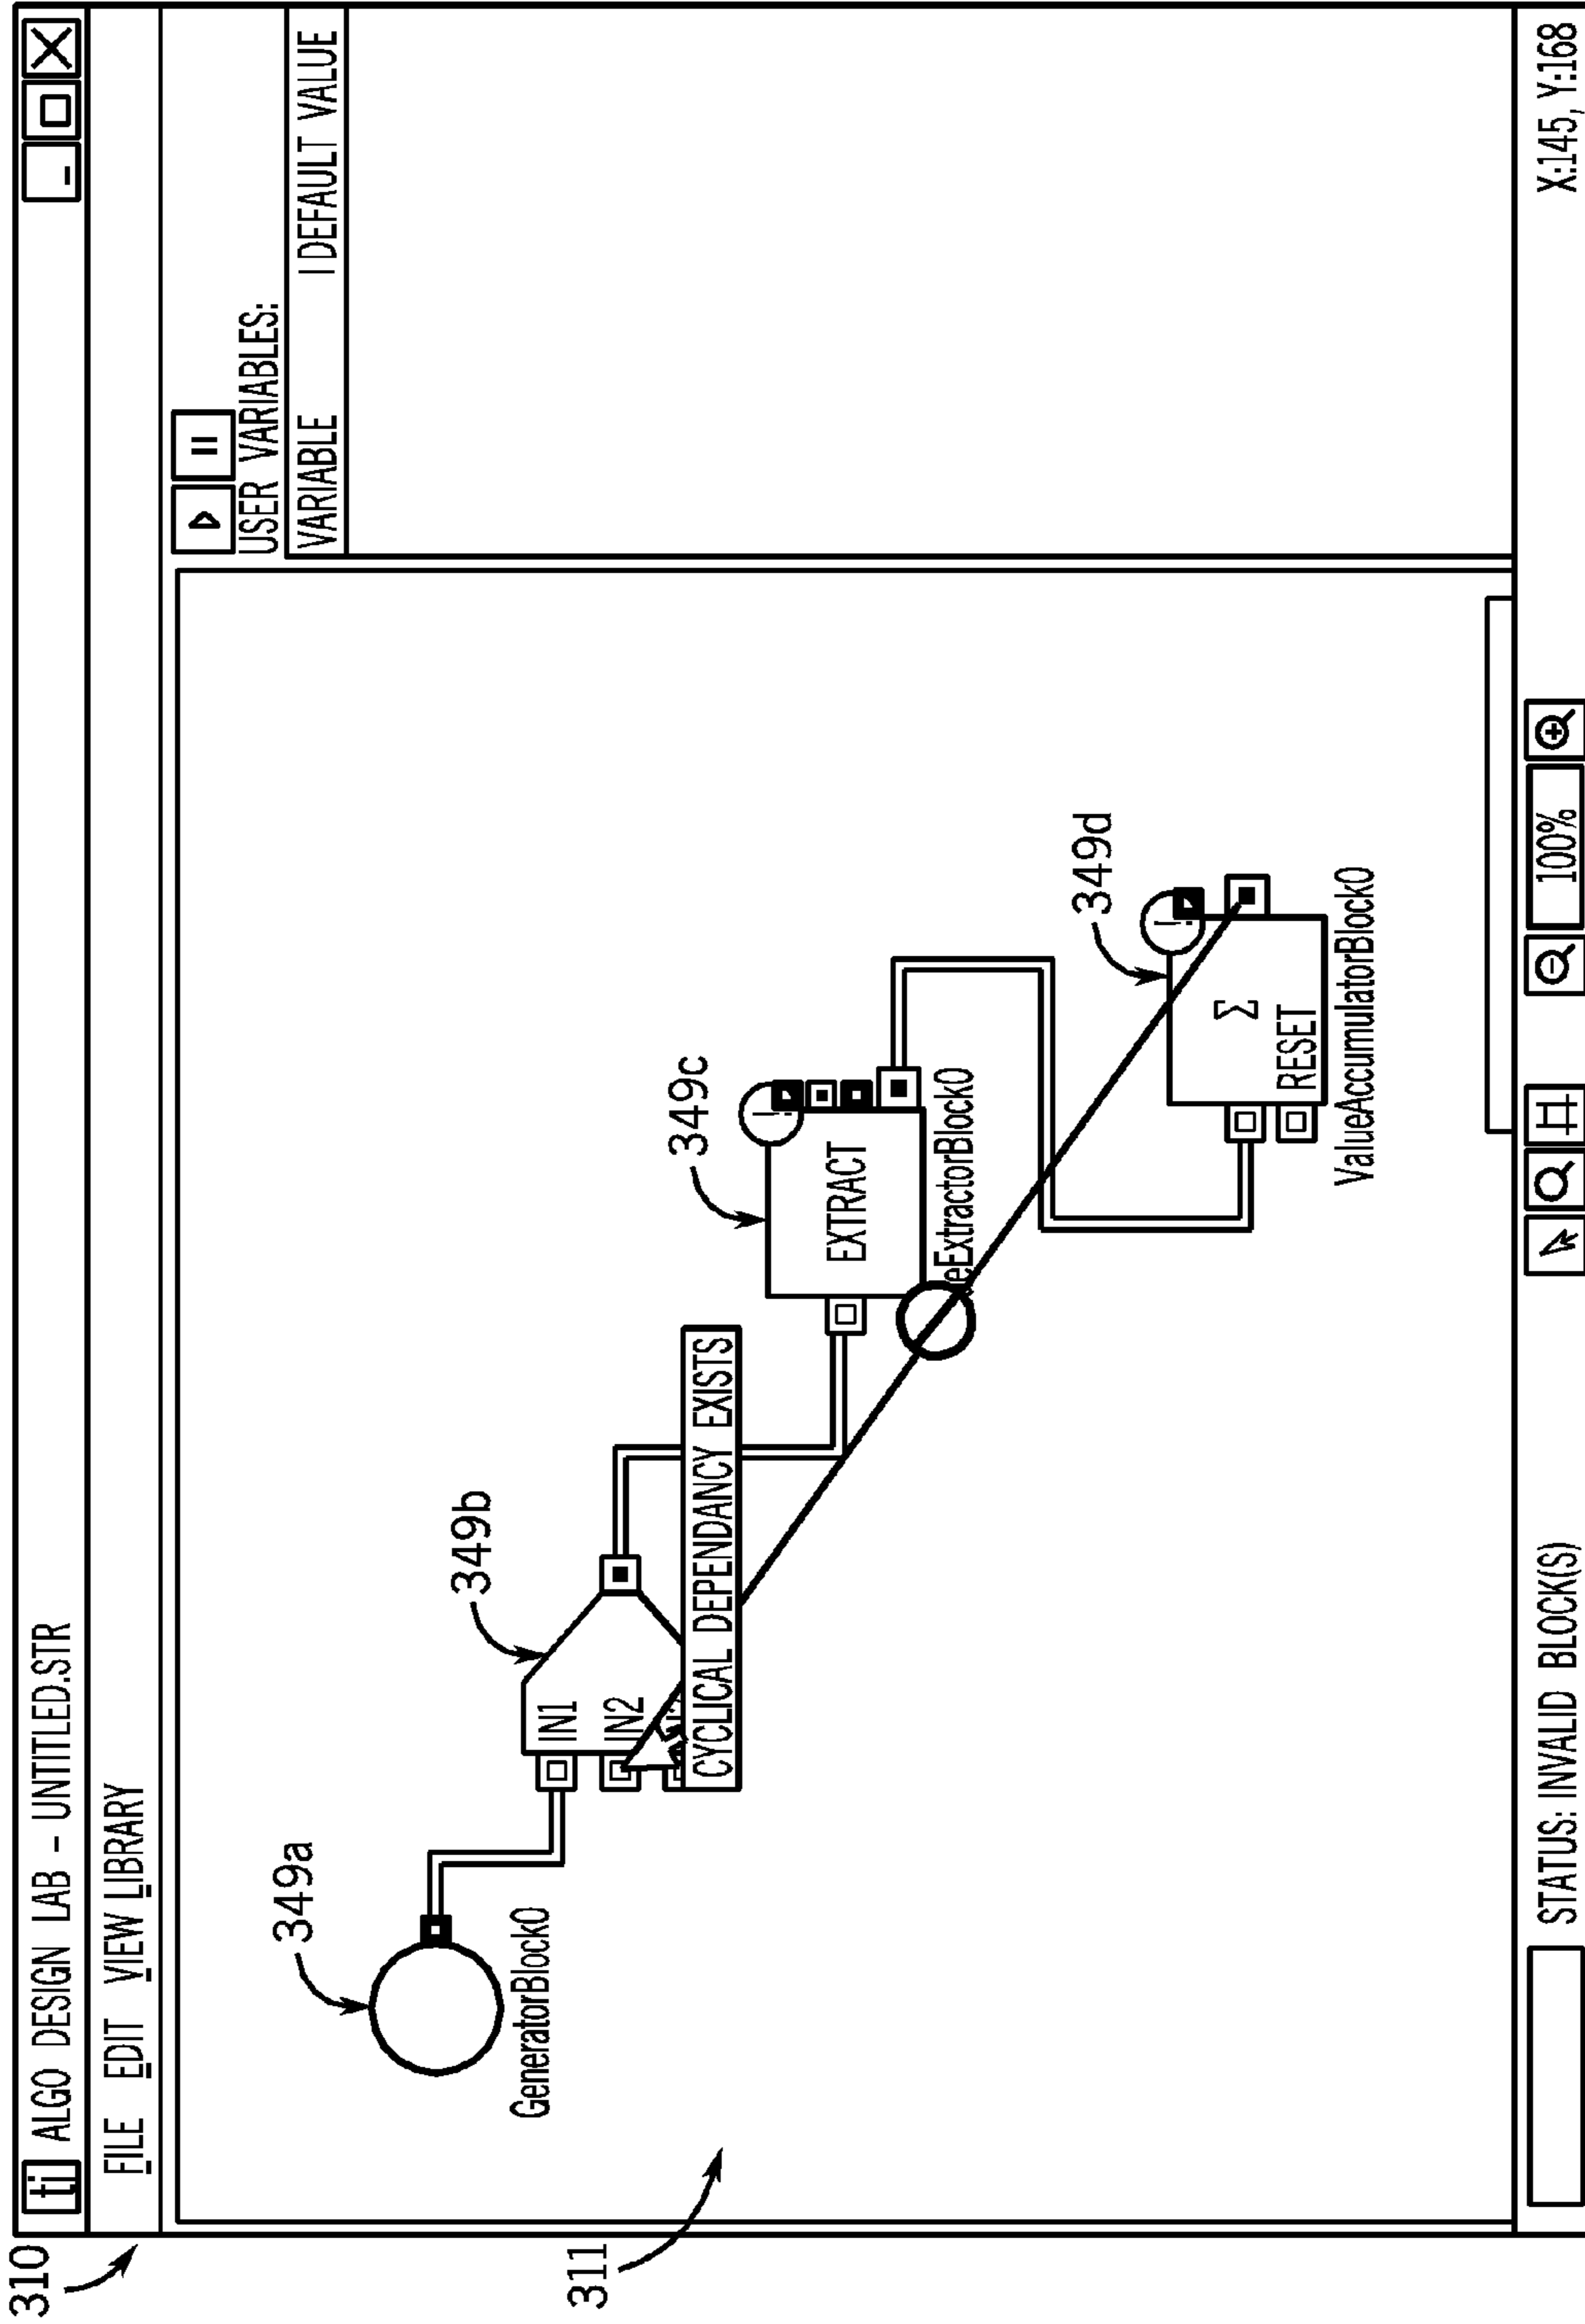 310
tj ALGO DESIGN LAB - UNTITLED.STR
FILE EDIT VIEW LIBRARY
USER VARIABLES:
VARIABLE | DEFAULT VALUE
349a
GeneratorBlock0
349b
IN1
IN2
CYCLICAL DEPENDANCY EXISTS
349c
EXTRACT
eExtractorBlock0
349d
Σ
RESET
ValueAccumulatorBlock0
311
STATUS: INVALID BLOCK(S)
100%
X:145, Y:168